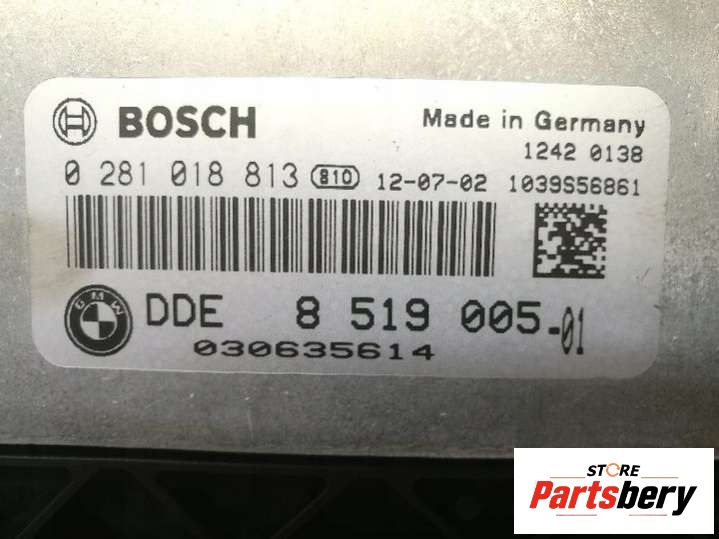 BOSCH
Made in Germany
1242 0138
0 281 018 813 810 12-07-02 1039S56861
BMW
DDE 8 519 005-01
030635614
STORE
Partsbery